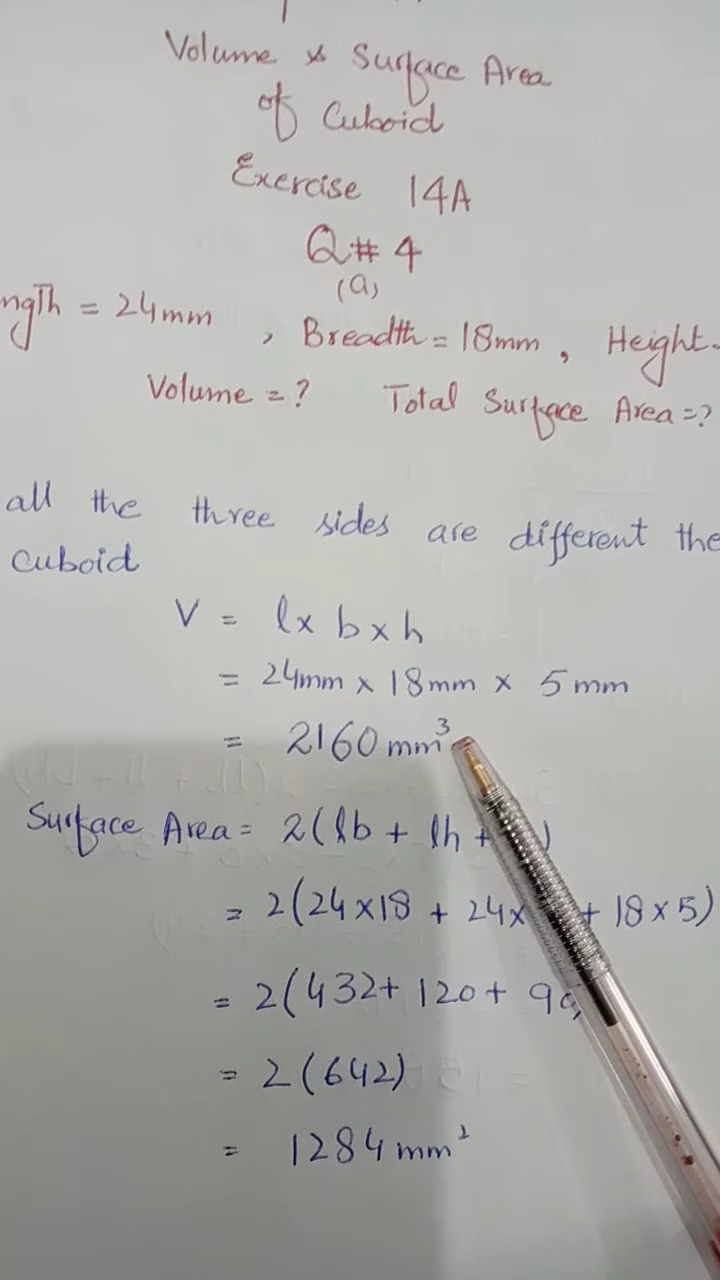 Volume & Surface Area
of Cuboid
Exercise 14A
Q# 4
(a)
ngth = 24mm , Breadth = 18mm , Height
Volume = ? Total Surface Area = ?
all the three sides are different the
cuboid
V = l x b x h
= 24mm x 18mm x 5mm
= 2160 mm³
Surface Area = 2(lb + lh +
= 2(24x18 + 24x + 18x5)
= 2(432 + 120 + 90
= 2(642)
= 1284 mm²